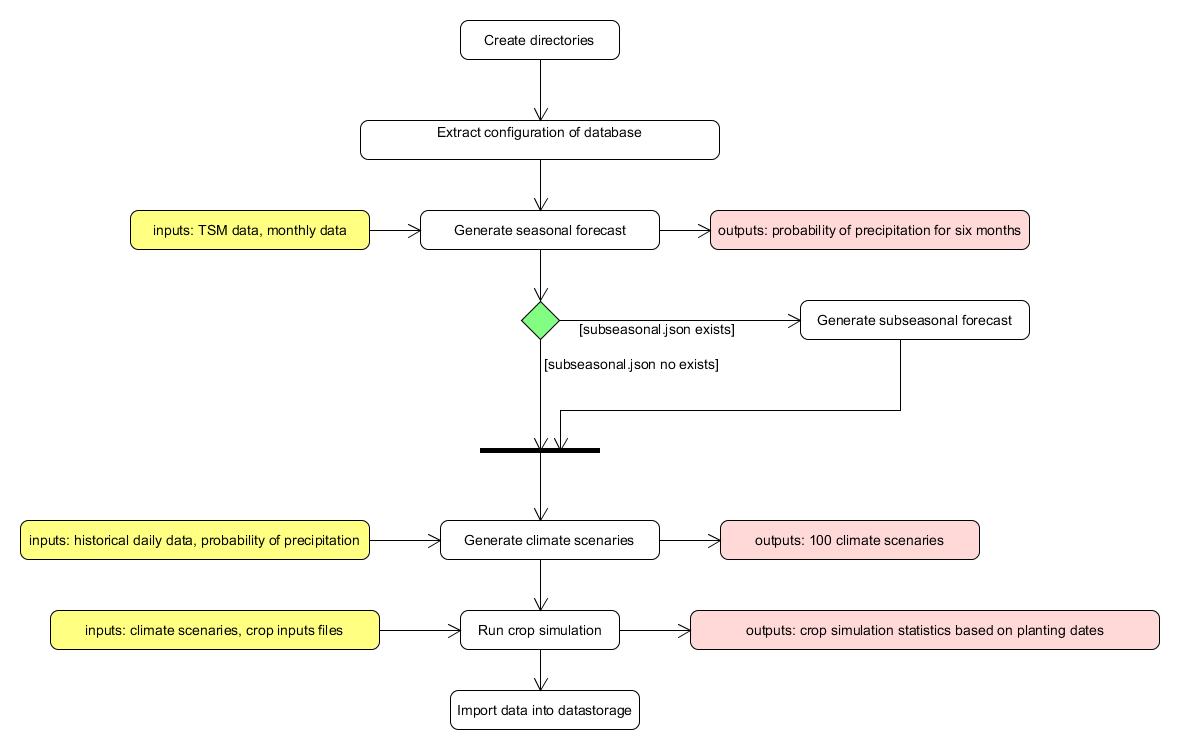 Create directories
Extract configuration of database
inputs: TSM data, monthly data
Generate seasonal forecast
outputs: probability of precipitation for six months
[subseasonal.json exists]
Generate subseasonal forecast
[subseasonal.json no exists]
inputs: historical daily data, probability of precipitation
Generate climate scenaries
outputs: 100 climate scenaries
inputs: climate scenaries, crop inputs files
Run crop simulation
outputs: crop simulation statistics based on planting dates
Import data into datastorage